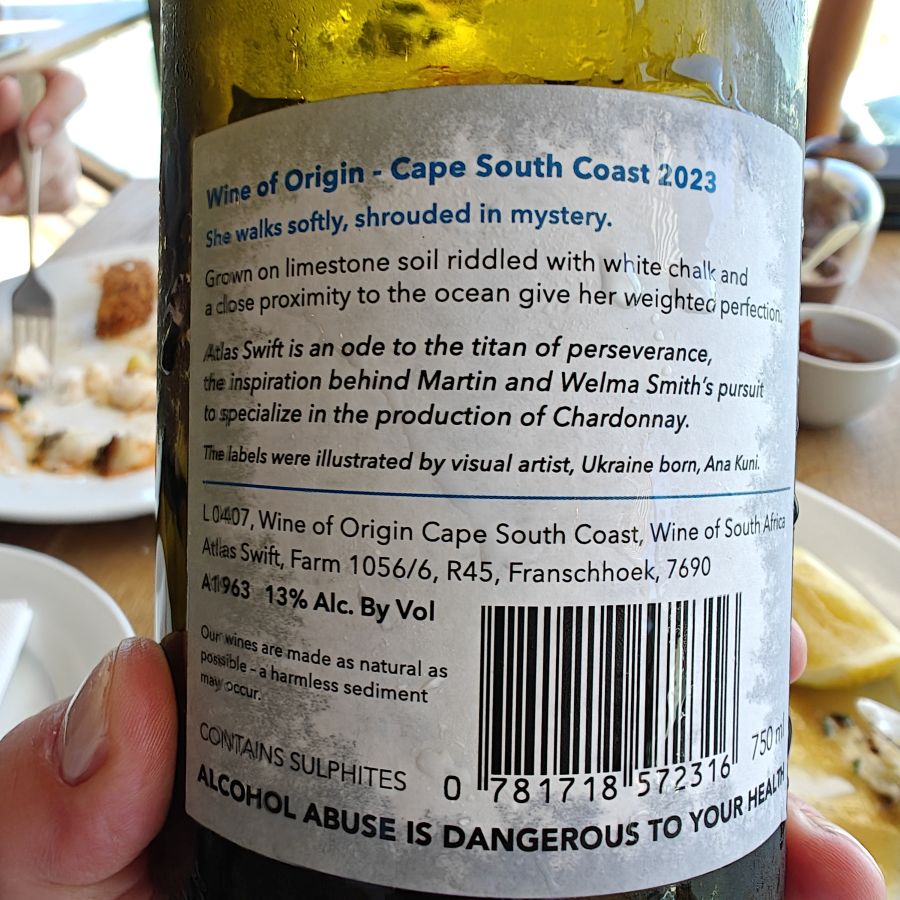 Wine of Origin - Cape South Coast 2023
She walks softly, shrouded in mystery.
Grown on limestone soil riddled with white chalk and
a close proximity to the ocean give her weighted perfection.
Atlas Swift is an ode to the titan of perseverance,
the inspiration behind Martin and Welma Smith's pursuit
to specialize in the production of Chardonnay.
The labels were illustrated by visual artist, Ukraine born, Ana Kuni.
L0407, Wine of Origin Cape South Coast, Wine of South Africa
Atlas Swift, Farm 1056/6, R45, Franschhoek, 7690
A1963 13% Alc. By Vol
Our wines are made as natural as
possible - a harmless sediment
may occur.
CONTAINS SULPHITES
0 781718 572316
750 ml
ALCOHOL ABUSE IS DANGEROUS TO YOUR HEALTH